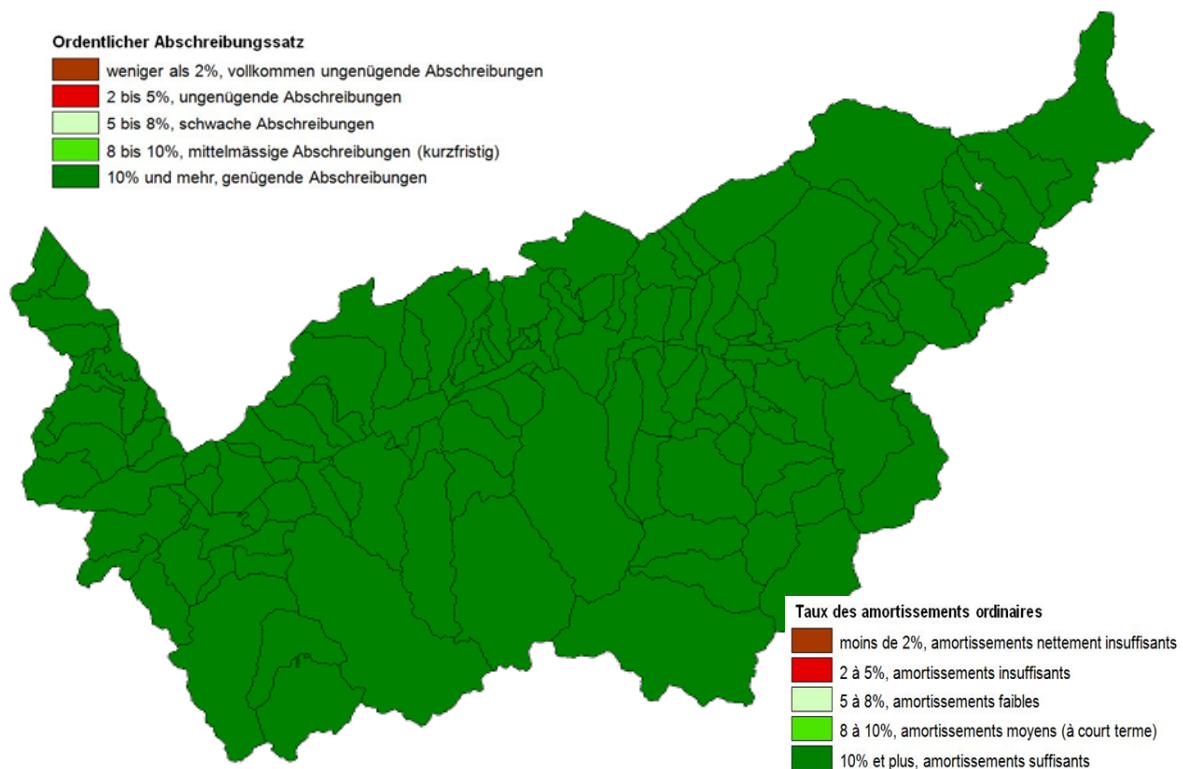 Ordentlicher Abschreibungssatz
weniger als 2%, vollkommen ungenügende Abschreibungen
2 bis 5%, ungenügende Abschreibungen
5 bis 8%, schwache Abschreibungen
8 bis 10%, mittelmässige Abschreibungen (kurzfristig)
10% und mehr, genügende Abschreibungen
Taux des amortissements ordinaires
moins de 2%, amortissements nettement insuffisants
2 à 5%, amortissements insuffisants
5 à 8%, amortissements faibles
8 à 10%, amortissements moyens (à court terme)
10% et plus, amortissements suffisants